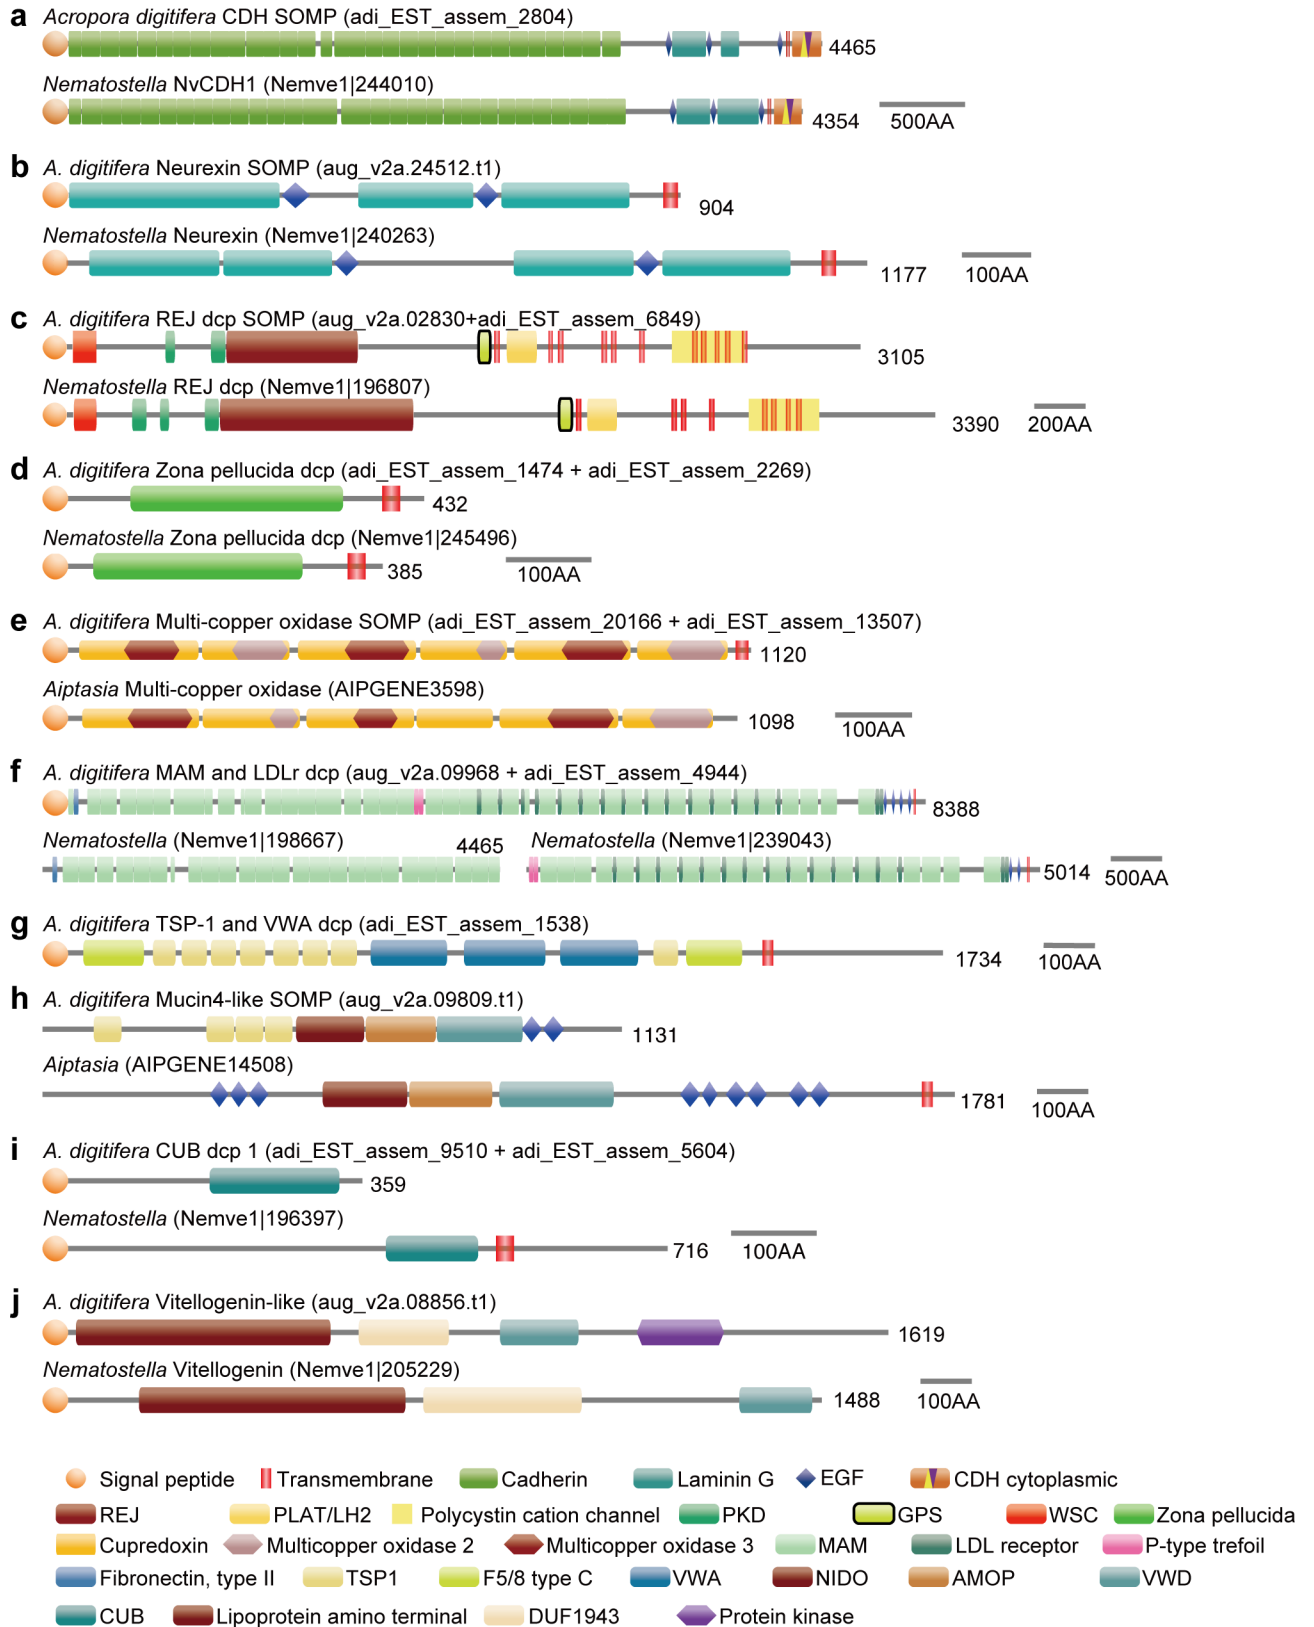 a
Acropora digitifera CDH SOMP (adi_EST_assem_2804)
4465
Nematostella NvCDH1 (Nemve1|244010)
4354
500AA
b
A. digitifera Neurexin SOMP (aug_v2a.24512.t1)
904
Nematostella Neurexin (Nemve1|240263)
1177
100AA
c
A. digitifera REJ dcp SOMP (aug_v2a.02830+adi_EST_assem_6849)
3105
Nematostella REJ dcp (Nemve1|196807)
3390
200AA
d
A. digitifera Zona pellucida dcp (adi_EST_assem_1474 + adi_EST_assem_2269)
432
Nematostella Zona pellucida dcp (Nemve1|245496)
385
100AA
e
A. digitifera Multi-copper oxidase SOMP (adi_EST_assem_20166 + adi_EST_assem_13507)
1120
Aiptasia Multi-copper oxidase (AIPGENE3598)
1098
100AA
f
A. digitifera MAM and LDLr dcp (aug_v2a.09968 + adi_EST_assem_4944)
8388
Nematostella (Nemve1|198667)
4465
Nematostella (Nemve1|239043)
5014
500AA
g
A. digitifera TSP-1 and VWA dcp (adi_EST_assem_1538)
1734
100AA
h
A. digitifera Mucin4-like SOMP (aug_v2a.09809.t1)
1131
Aiptasia (AIPGENE14508)
1781
100AA
i
A. digitifera CUB dcp 1 (adi_EST_assem_9510 + adi_EST_assem_5604)
359
Nematostella (Nemve1|196397)
716
100AA
j
A. digitifera Vitellogenin-like (aug_v2a.08856.t1)
1619
Nematostella Vitellogenin (Nemve1|205229)
1488
100AA
Signal peptide Transmembrane Cadherin Laminin G EGF CDH cytoplasmic
REJ PLAT/LH2 Polycystin cation channel PKD GPS WSC Zona pellucida
Cupredoxin Multicopper oxidase 2 Multicopper oxidase 3 MAM LDL receptor P-type trefoil
Fibronectin, type II TSP1 F5/8 type C VWA NIDO AMOP VWD
CUB Lipoprotein amino terminal DUF1943 Protein kinase